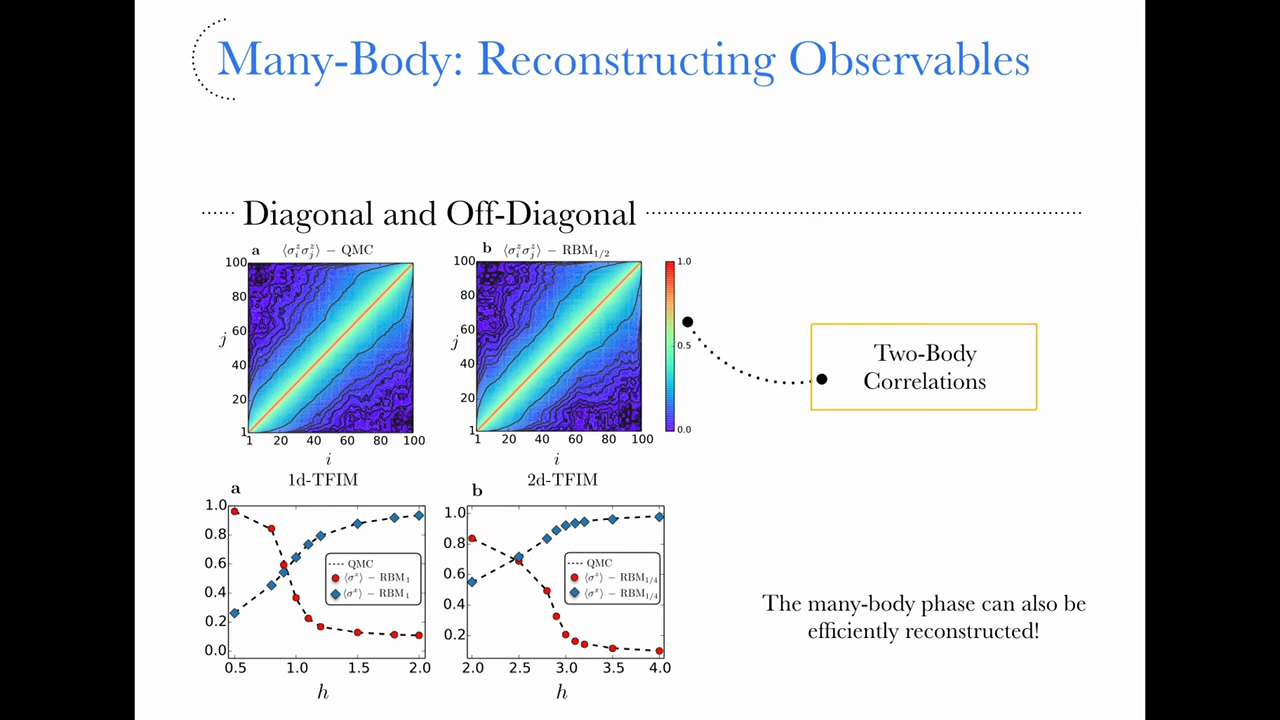 Many-Body: Reconstructing Observables
Diagonal and Off-Diagonal
a ⟨σᵢᶻσⱼᶻ⟩ − QMC
b ⟨σᵢᶻσⱼᶻ⟩ − RBM₁/₂
100
80
60
40
20
1
j
1 20 40 60 80 100
i
100
80
60
40
20
1
j
1 20 40 60 80 100
i
1.0
0.5
0.0
Two-Body
Correlations
a 1d-TFIM
1.0
0.8
0.6
0.4
0.2
0.0
QMC
⟨σᶻ⟩ − RBM₁
⟨σˣ⟩ − RBM₁
0.5 1.0 1.5 2.0
h
b 2d-TFIM
1.0
0.8
0.6
0.4
0.2
QMC
⟨σᶻ⟩ − RBM₁/₄
⟨σˣ⟩ − RBM₁/₄
2.0 2.5 3.0 3.5 4.0
h
The many-body phase can also be
efficiently reconstructed!